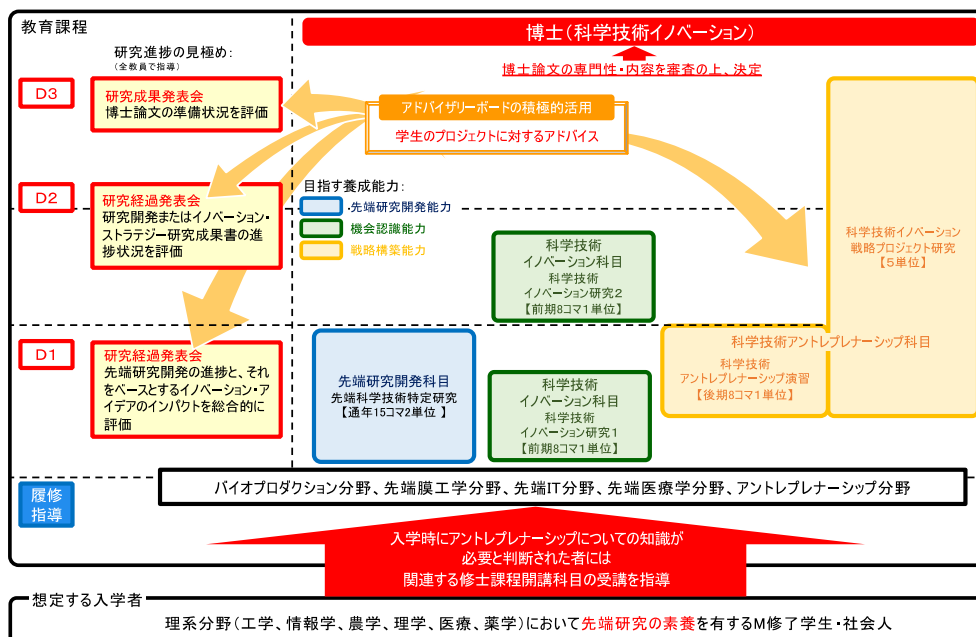 教育課程
博士（科学技術イノベーション）
博士論文の専門性・内容を審査の上、決定
研究進捗の見極め：
（全教員で指導）
D3
研究成果発表会
博士論文の準備状況を評価
アドバイザリーボードの積極的活用
学生のプロジェクトに対するアドバイス
D2
研究経過発表会
研究開発またはイノベーション・
ストラテジー研究成果書の進
捗状況を評価
目指す養成能力：
：先端研究開発能力
：機会認識能力
：戦略構築能力
科学技術
イノベーション科目
科学技術
イノベーション研究２
【前期8コマ1単位】
科学技術イノベーション
戦略プロジェクト研究
【５単位】
D1
研究経過発表会
先端研究開発の進捗と、それ
をベースとするイノベーション・ア
イデアのインパクトを総合的に
評価
先端研究開発科目
先端科学技術特定研究
【通年15コマ2単位 】
科学技術
イノベーション科目
科学技術
イノベーション研究１
【前期8コマ１単位】
科学技術アントレプレナーシップ科目
科学技術
アントレプレナーシップ演習
【後期8コマ１単位】
履修
指導
バイオプロダクション分野、先端膜工学分野、先端IT分野、先端医療学分野、アントレプレナーシップ分野
入学時にアントレプレナーシップについての知識が
必要と判断された者には
関連する修士課程開講科目の受講を指導
想定する入学者
理系分野（工学、情報学、農学、理学、医療、薬学）において先端研究の素養を有するM修了学生・社会人